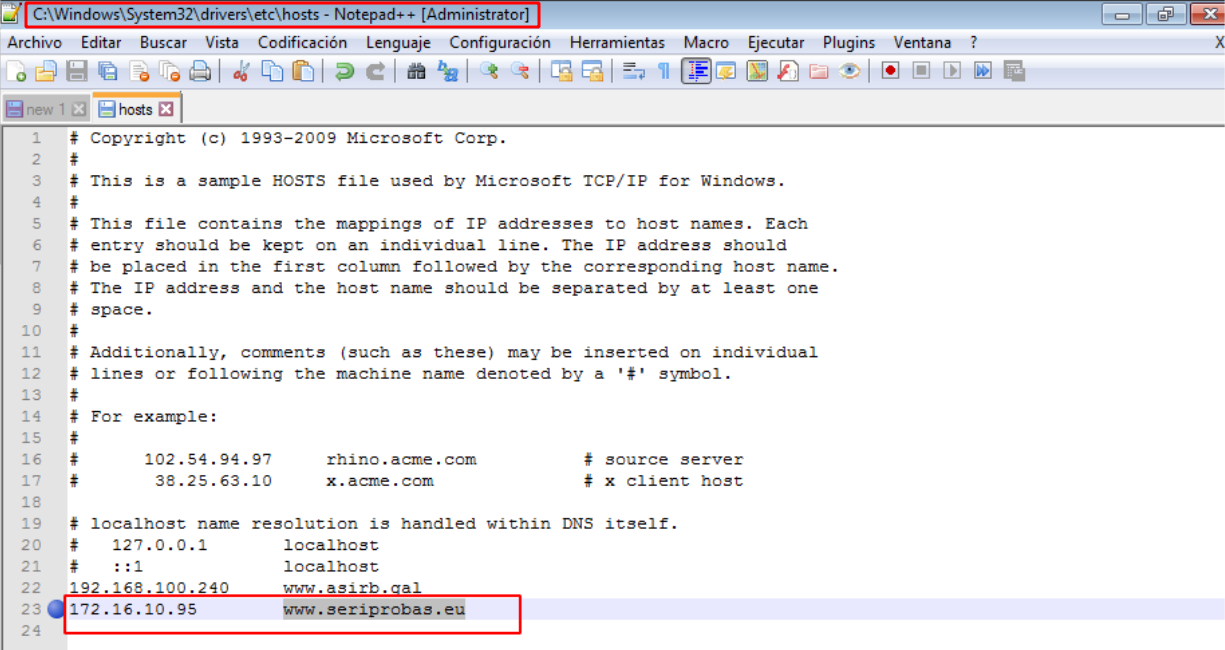 C:\Windows\System32\drivers\etc\hosts - Notepad++ [Administrator]
Archivo Editar Buscar Vista Codificación Lenguaje Configuración Herramientas Macro Ejecutar Plugins Ventana ? X
new 1 hosts
1 # Copyright (c) 1993-2009 Microsoft Corp.
2 #
3 # This is a sample HOSTS file used by Microsoft TCP/IP for Windows.
4 #
5 # This file contains the mappings of IP addresses to host names. Each
6 # entry should be kept on an individual line. The IP address should
7 # be placed in the first column followed by the corresponding host name.
8 # The IP address and the host name should be separated by at least one
9 # space.
10 #
11 # Additionally, comments (such as these) may be inserted on individual
12 # lines or following the machine name denoted by a '#' symbol.
13 #
14 # For example:
15 #
16 # 102.54.94.97 rhino.acme.com # source server
17 # 38.25.63.10 x.acme.com # x client host
18
19 # localhost name resolution is handled within DNS itself.
20 # 127.0.0.1 localhost
21 # ::1 localhost
22 192.168.100.240 www.asirb.gal
23 172.16.10.95 www.seriprobas.eu
24